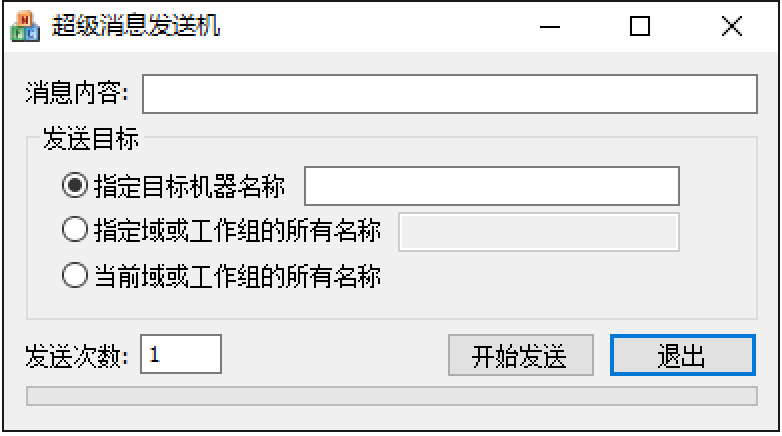 超级消息发送机
消息内容:
发送目标
指定目标机器名称
指定域或工作组的所有名称
当前域或工作组的所有名称
发送次数: 1 开始发送 退出